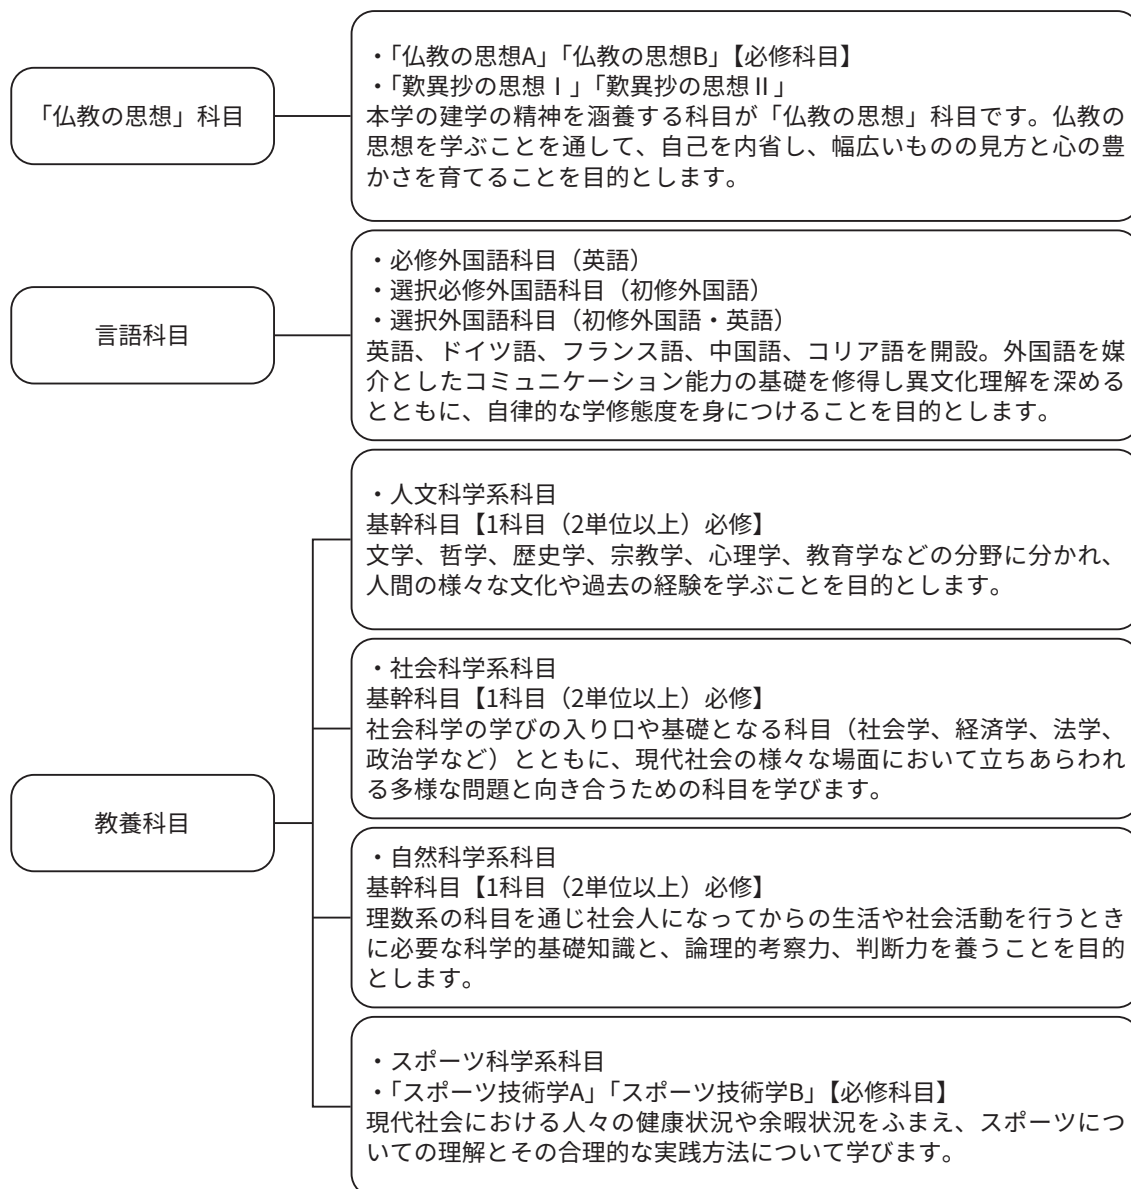 「仏教の思想」科目
・「仏教の思想A」「仏教の思想B」【必修科目】
・「歎異抄の思想Ⅰ」「歎異抄の思想Ⅱ」
本学の建学の精神を涵養する科目が「仏教の思想」科目です。仏教の
思想を学ぶことを通して、自己を内省し、幅広いものの見方と心の豊
かさを育てることを目的とします。
言語科目
・必修外国語科目（英語）
・選択必修外国語科目（初修外国語）
・選択外国語科目（初修外国語・英語）
英語、ドイツ語、フランス語、中国語、コリア語を開設。外国語を媒
介としたコミュニケーション能力の基礎を修得し異文化理解を深める
とともに、自律的な学修態度を身につけることを目的とします。
教養科目
・人文科学系科目
基幹科目【1科目（2単位以上）必修】
文学、哲学、歴史学、宗教学、心理学、教育学などの分野に分かれ、
人間の様々な文化や過去の経験を学ぶことを目的とします。
・社会科学系科目
基幹科目【1科目（2単位以上）必修】
社会科学の学びの入り口や基礎となる科目（社会学、経済学、法学、
政治学など）とともに、現代社会の様々な場面において立ちあらわれ
る多様な問題と向き合うための科目を学びます。
・自然科学系科目
基幹科目【1科目（2単位以上）必修】
理数系の科目を通じ社会人になってからの生活や社会活動を行うとき
に必要な科学的基礎知識と、論理的考察力、判断力を養うことを目的
とします。
・スポーツ科学系科目
・「スポーツ技術学A」「スポーツ技術学B」【必修科目】
現代社会における人々の健康状況や余暇状況をふまえ、スポーツにつ
いての理解とその合理的な実践方法について学びます。